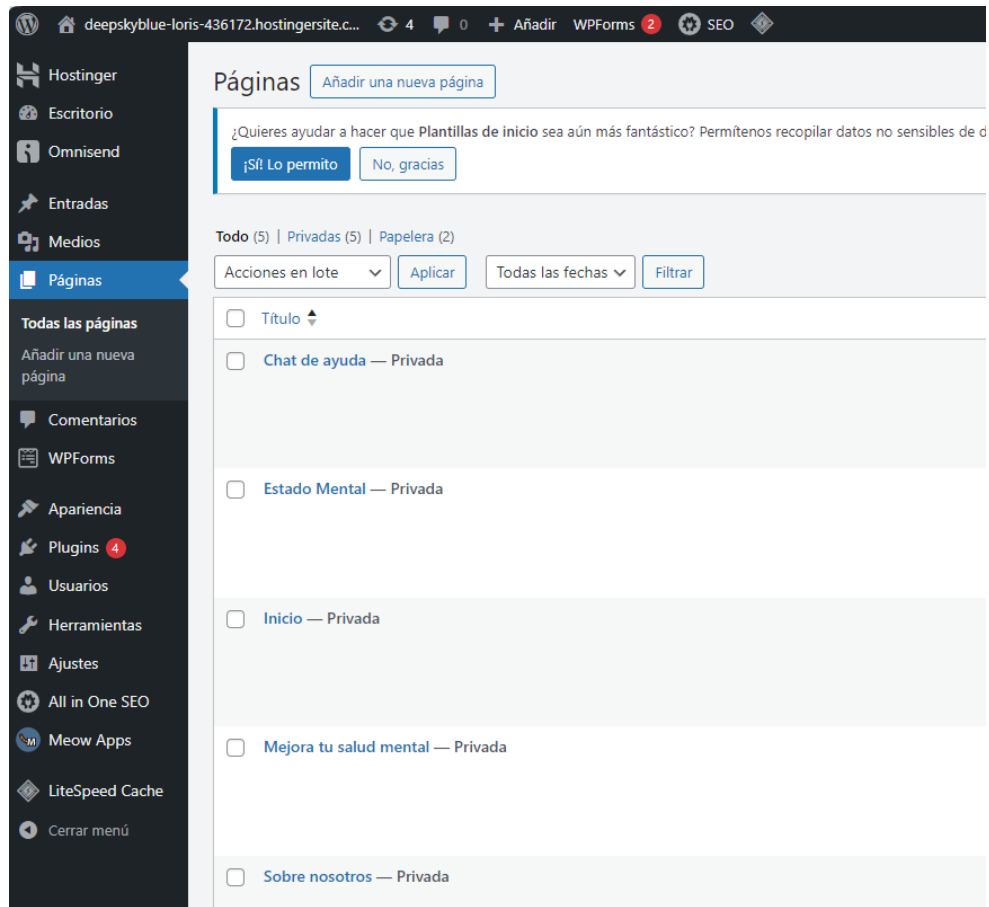 deepskyblue-loris-436172.hostingersite.c... 4 0 + Añadir WPForms 2 SEO
Hostinger
Escritorio
Omnisend
Entradas
Medios
Páginas
Todas las páginas
Añadir una nueva
página
Comentarios
WPForms
Apariencia
Plugins 4
Usuarios
Herramientas
Ajustes
All in One SEO
Meow Apps
LiteSpeed Cache
Cerrar menú
Páginas Añadir una nueva página
¿Quieres ayudar a hacer que Plantillas de inicio sea aún más fantástico? Permítenos recopilar datos no sensibles de d
¡Sí! Lo permito No, gracias
Todo (5) | Privadas (5) | Papelera (2)
Acciones en lote Aplicar Todas las fechas Filtrar
Título
Chat de ayuda — Privada
Estado Mental — Privada
Inicio — Privada
Mejora tu salud mental — Privada
Sobre nosotros — Privada